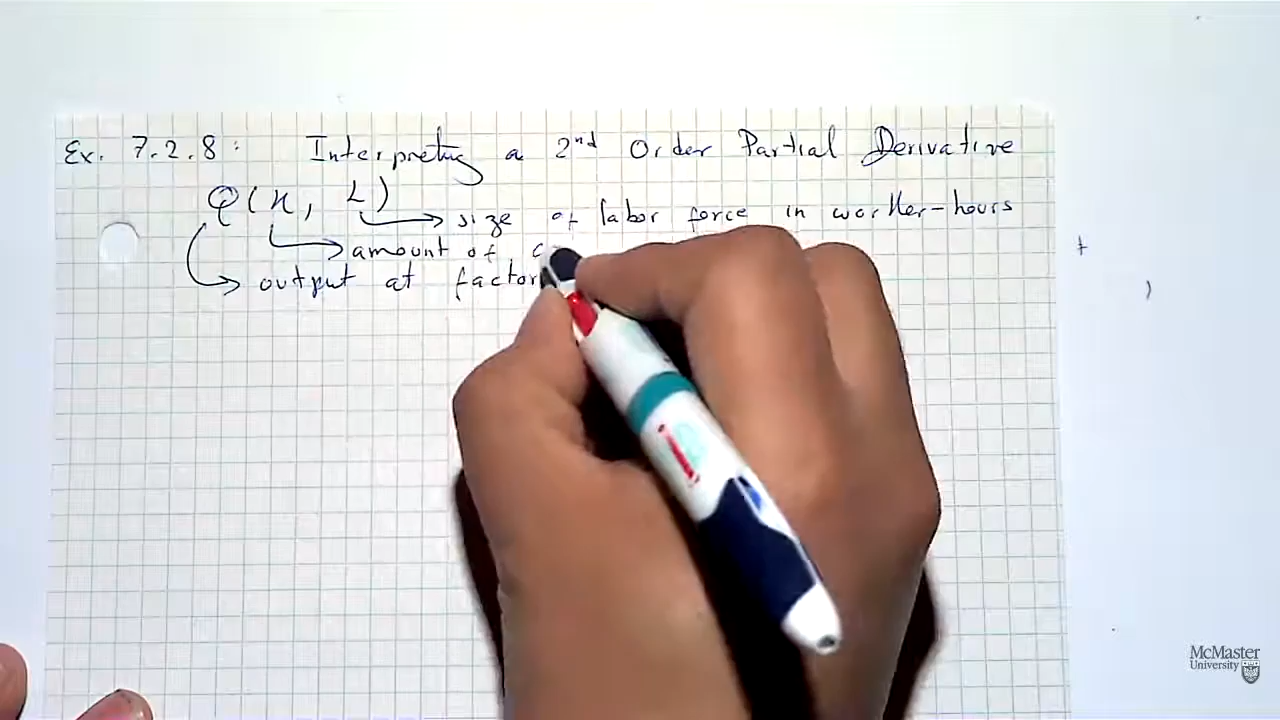 Ex. 7.2.8: Interpreting a 2nd Order Partial Derivative
Q(K, L)
size of labor force in worker-hours
amount of c
output at factor
McMaster
University